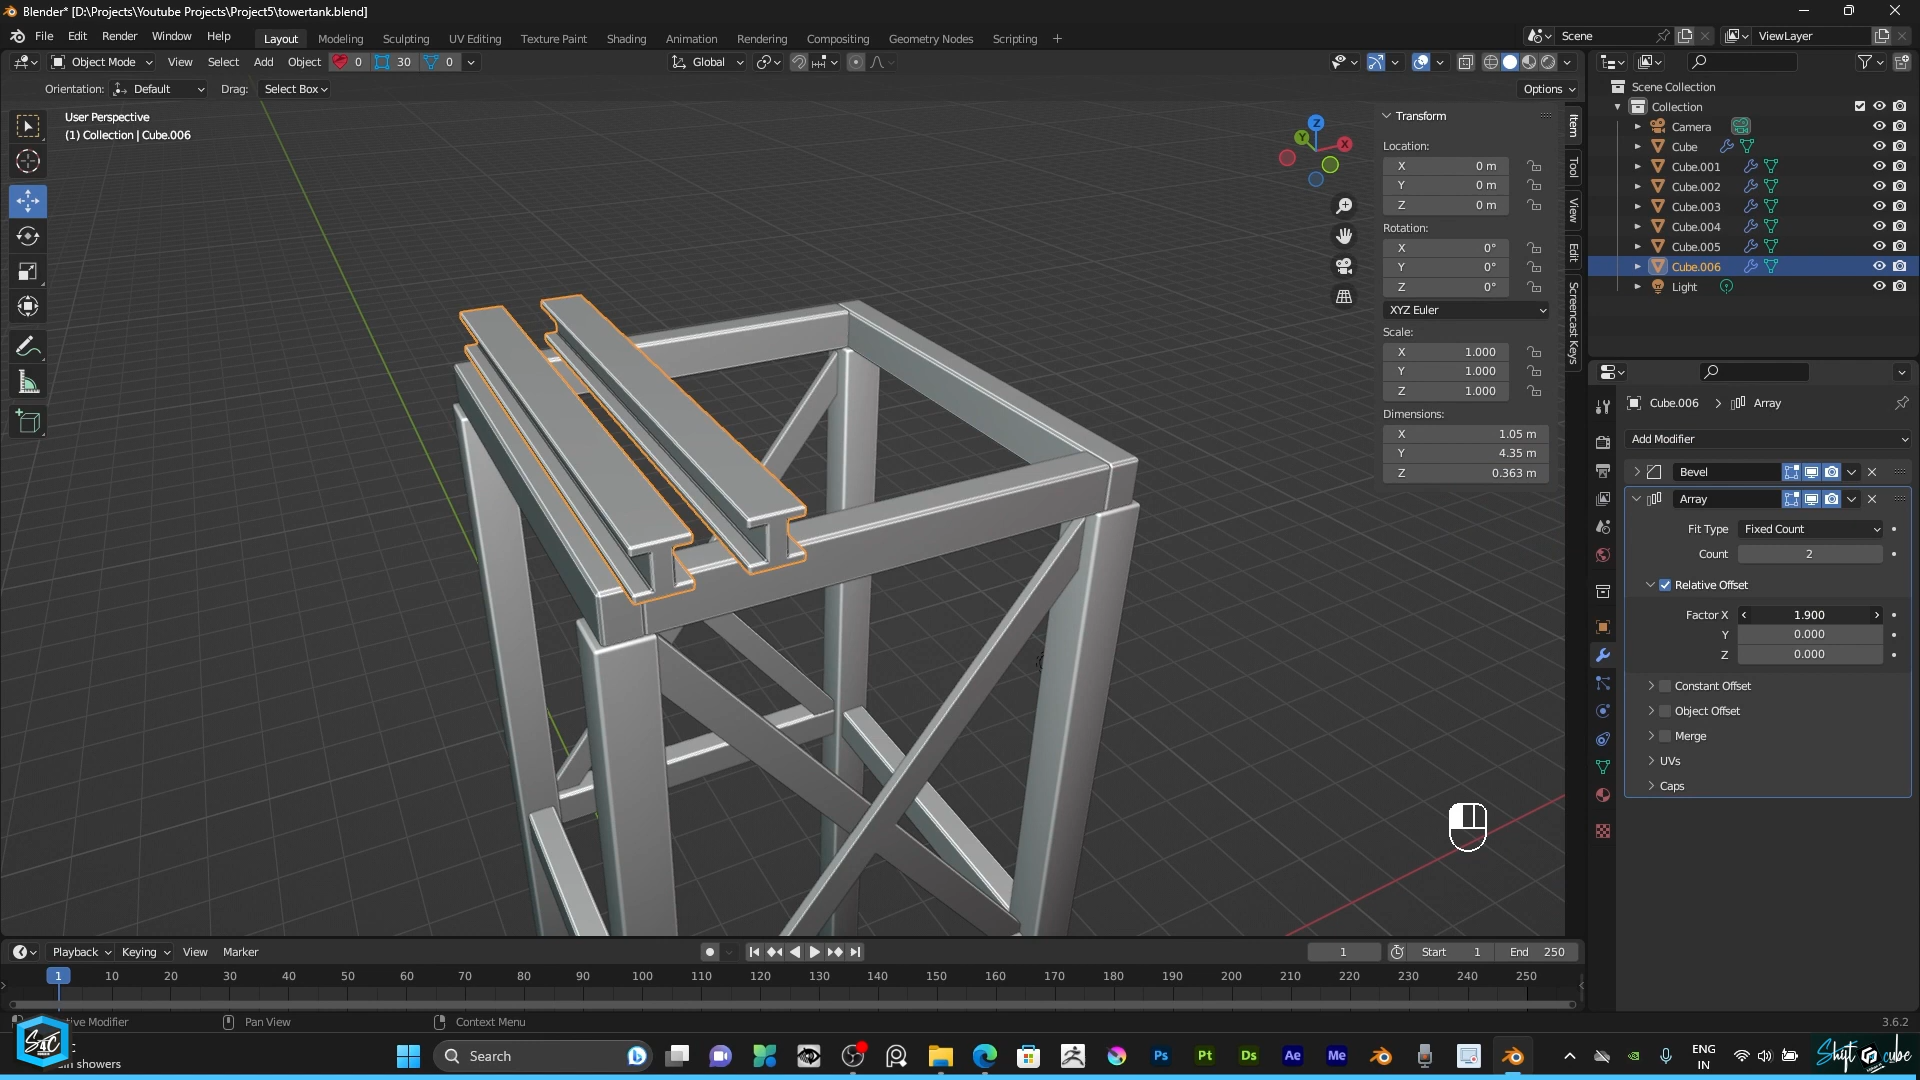 Blender* [D:\Projects\Youtube Projects\Project5\towertank.blend]
File Edit Render Window Help Layout Modeling Sculpting UV Editing Texture Paint Shading Animation Rendering Compositing Geometry Nodes Scripting + Scene ViewLayer
Object Mode View Select Add Object 0 30 0 Global
Orientation: Default Drag: Select Box Options
User Perspective
(1) Collection | Cube.006
Z
Y
X
Transform
Location:
X 0 m
Y 0 m
Z 0 m
Rotation:
X 0°
Y 0°
Z 0°
XYZ Euler
Scale:
X 1.000
Y 1.000
Z 1.000
Dimensions:
X 1.05 m
Y 4.35 m
Z 0.363 m
Item
Tool
View
Edit
Screencast Keys
Scene Collection
Collection
Camera
Cube
Cube.001
Cube.002
Cube.003
Cube.004
Cube.005
Cube.006
Light
Cube.006 > Array
Add Modifier
Bevel
Array
Fit Type Fixed Count
Count 2
Relative Offset
Factor X 1.900
Y 0.000
Z 0.000
Constant Offset
Object Offset
Merge
UVs
Caps
Playback Keying View Marker 1 Start 1 End 250
1 10 20 30 40 50 60 70 80 90 100 110 120 130 140 150 160 170 180 190 200 210 220 230 240 250
tive Modifier Pan View Context Menu 3.6.2
S4C
showers
Search
Ps Pt Ds Ae Me
ENG
IN
Shift cube